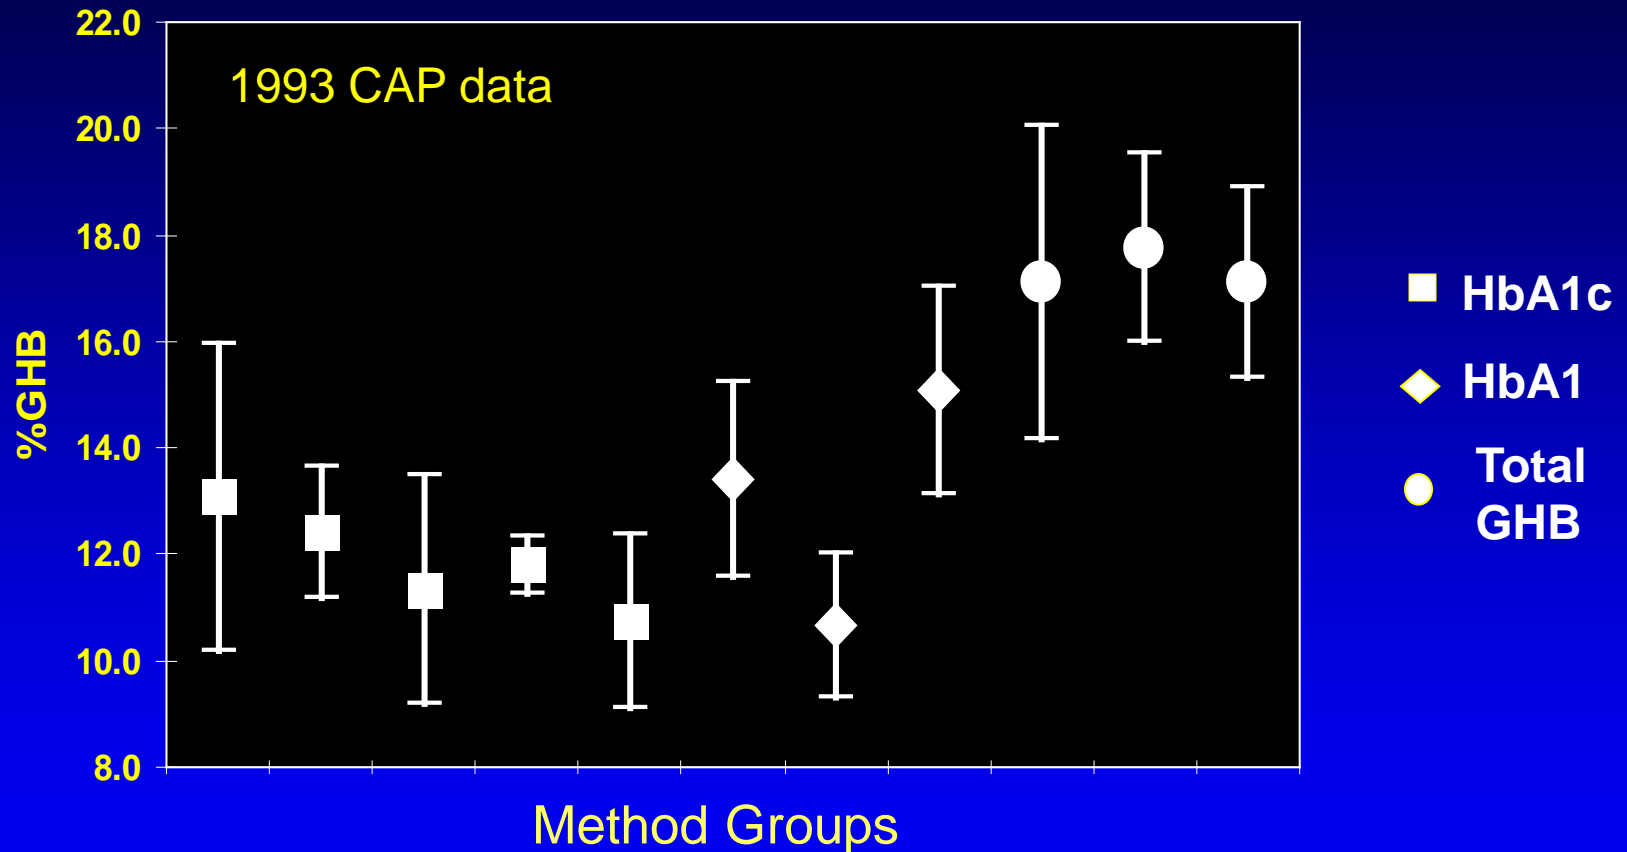 1993 CAP data
22.0
20.0
18.0
16.0
14.0
12.0
10.0
8.0
%GHB
Method Groups
HbA1c
HbA1
Total
GHB